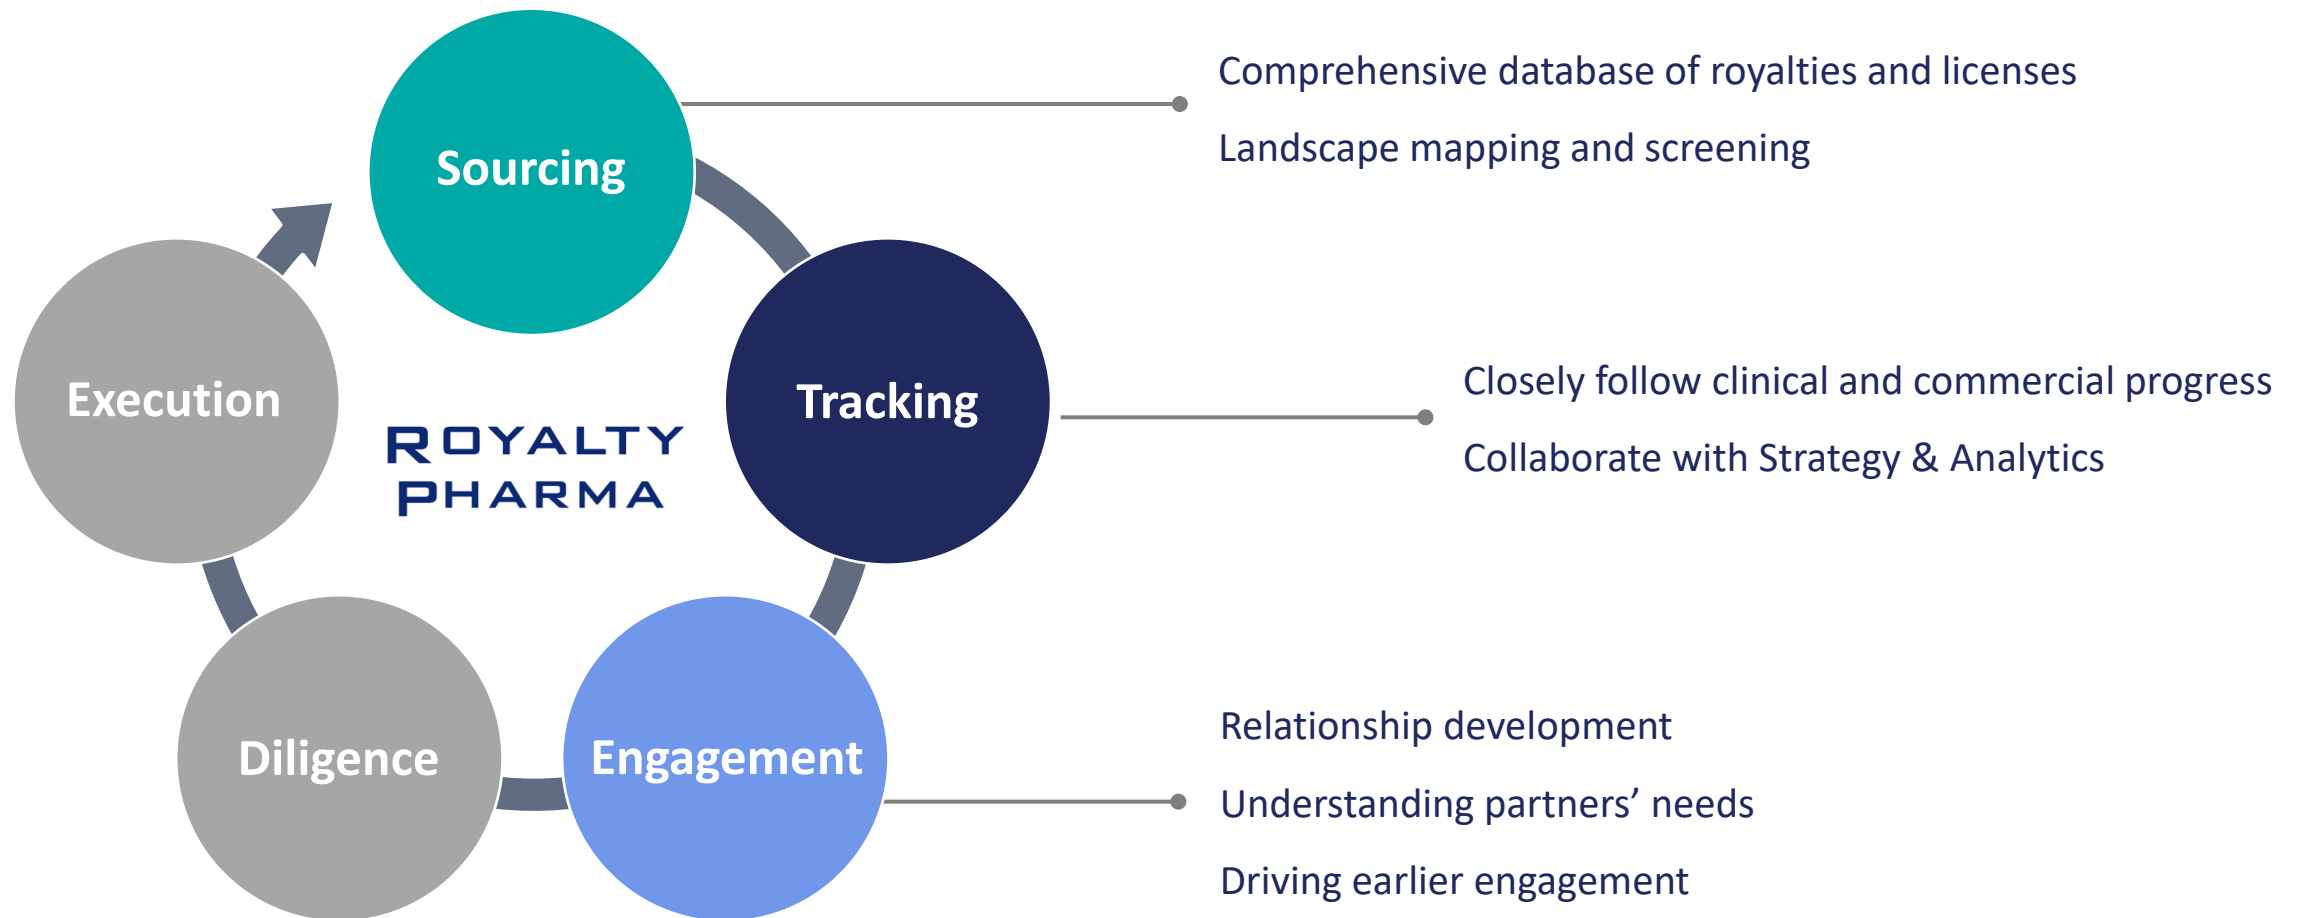 Sourcing
Comprehensive database of royalties and licenses
Landscape mapping and screening
Execution
Tracking
Closely follow clinical and commercial progress
Collaborate with Strategy & Analytics
ROYALTY
PHARMA
Diligence
Engagement
Relationship development
Understanding partners’ needs
Driving earlier engagement